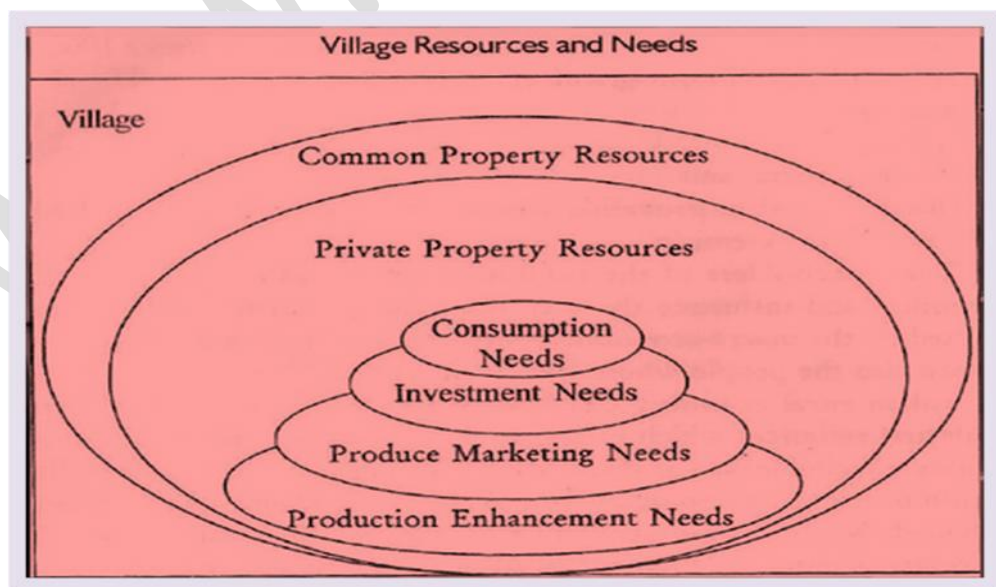 Village Resources and Needs
Village
Common Property Resources
Private Property Resources
Consumption
Needs
Investment Needs
Produce Marketing Needs
Production Enhancement Needs